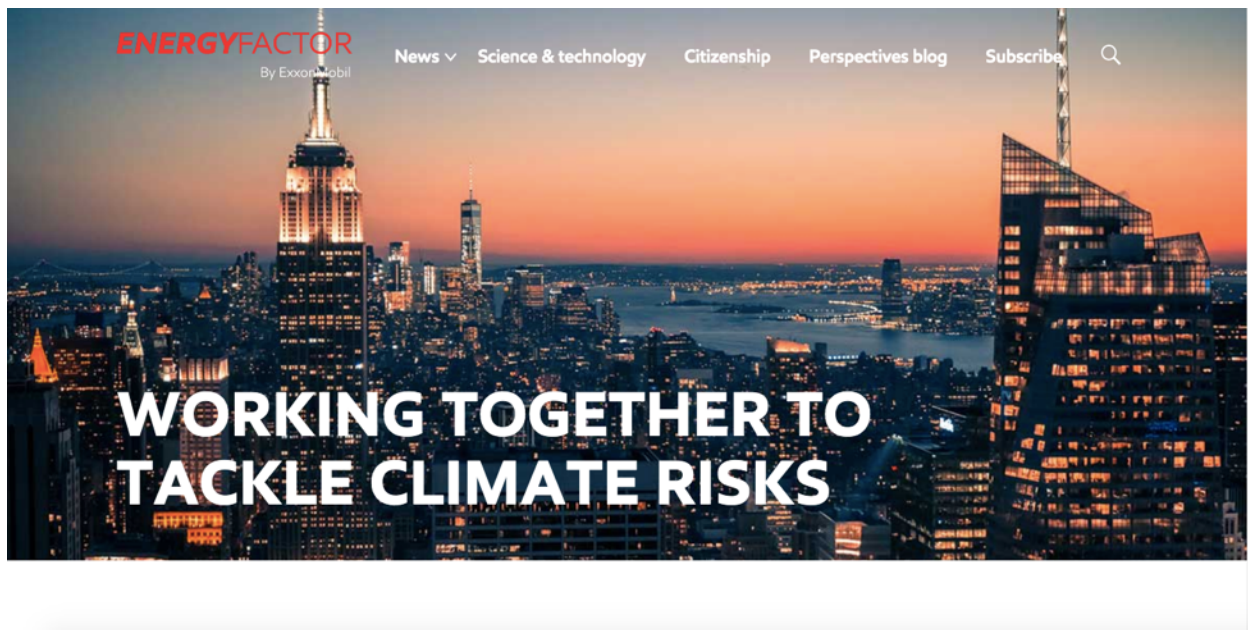 ENERGYFACTOR
By ExxonMobil
News Science & technology Citizenship Perspectives blog Subscribe
WORKING TOGETHER TO
TACKLE CLIMATE RISKS